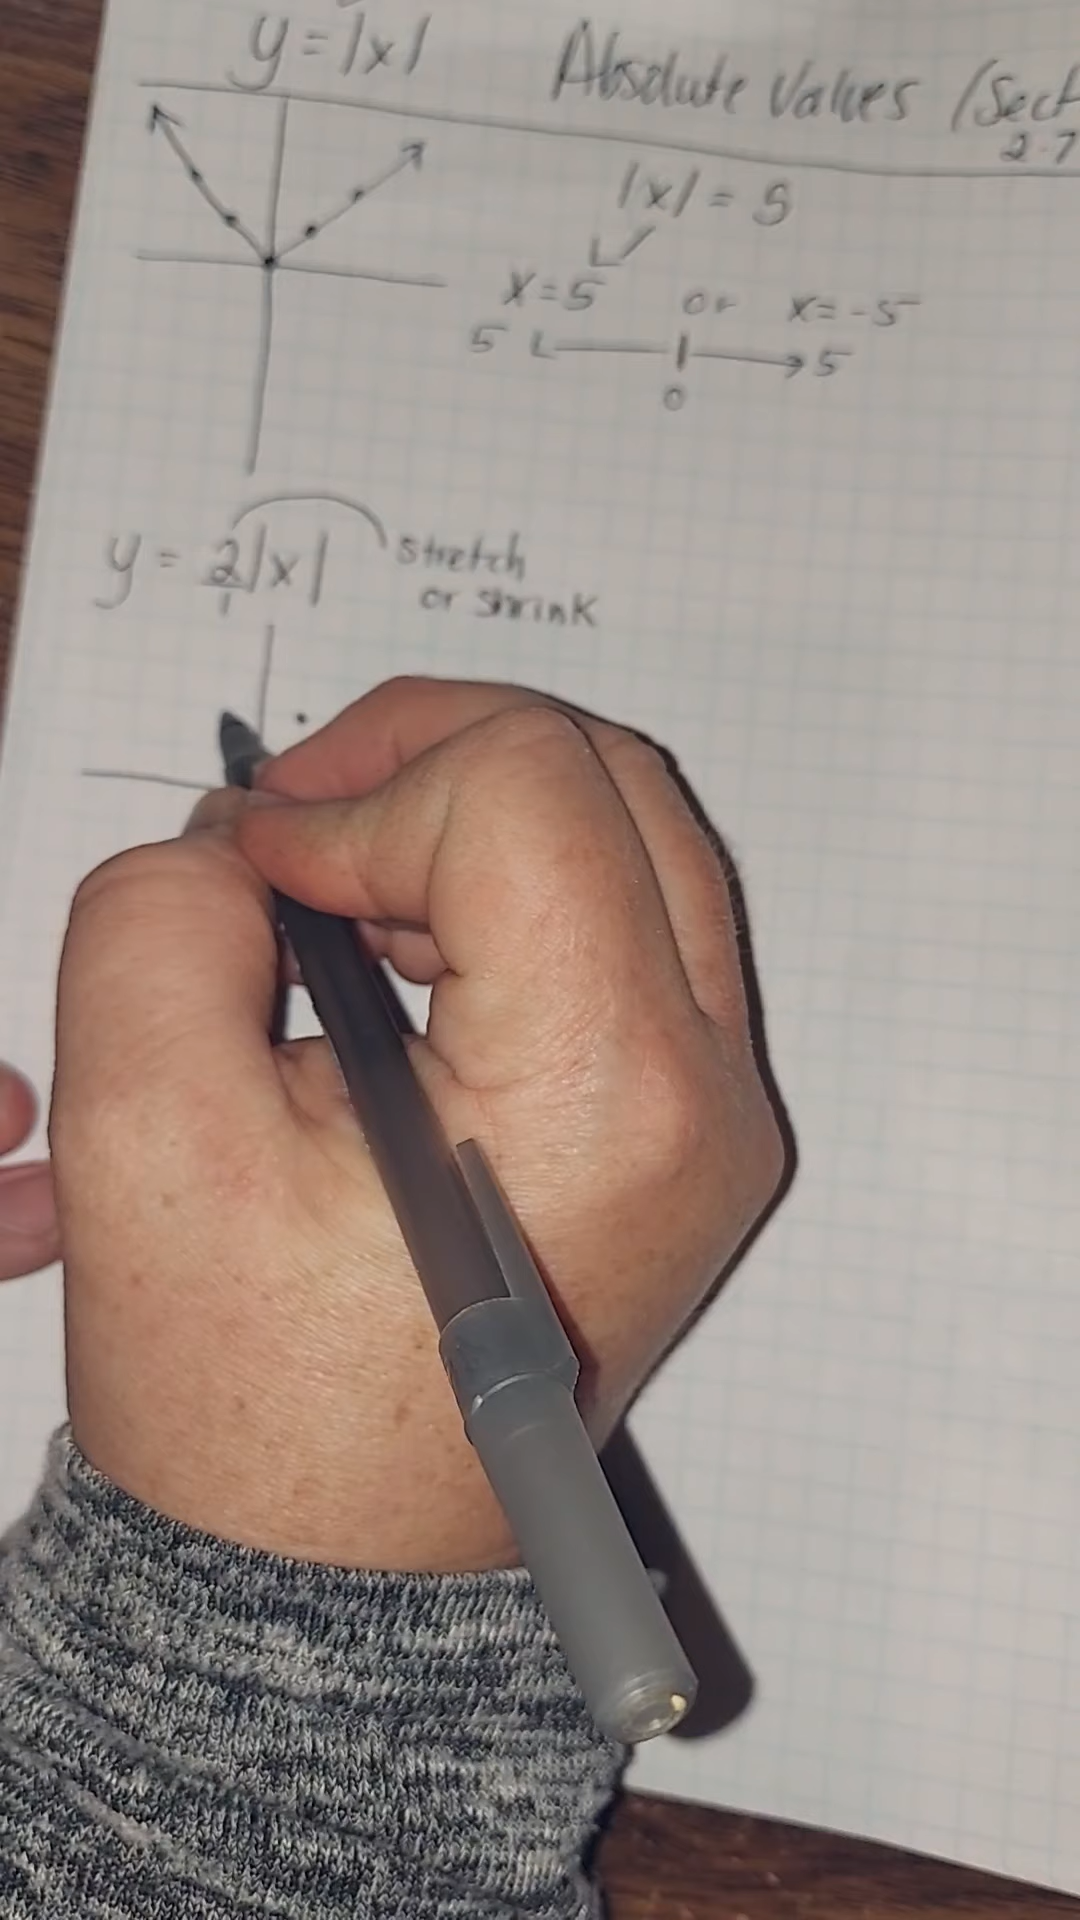 y = |x|
Absolute Values (Sect
2.7
|x| = 5
x = 5 or x = -5
5 5
0
y = 2|x| stretch
1 or shrink